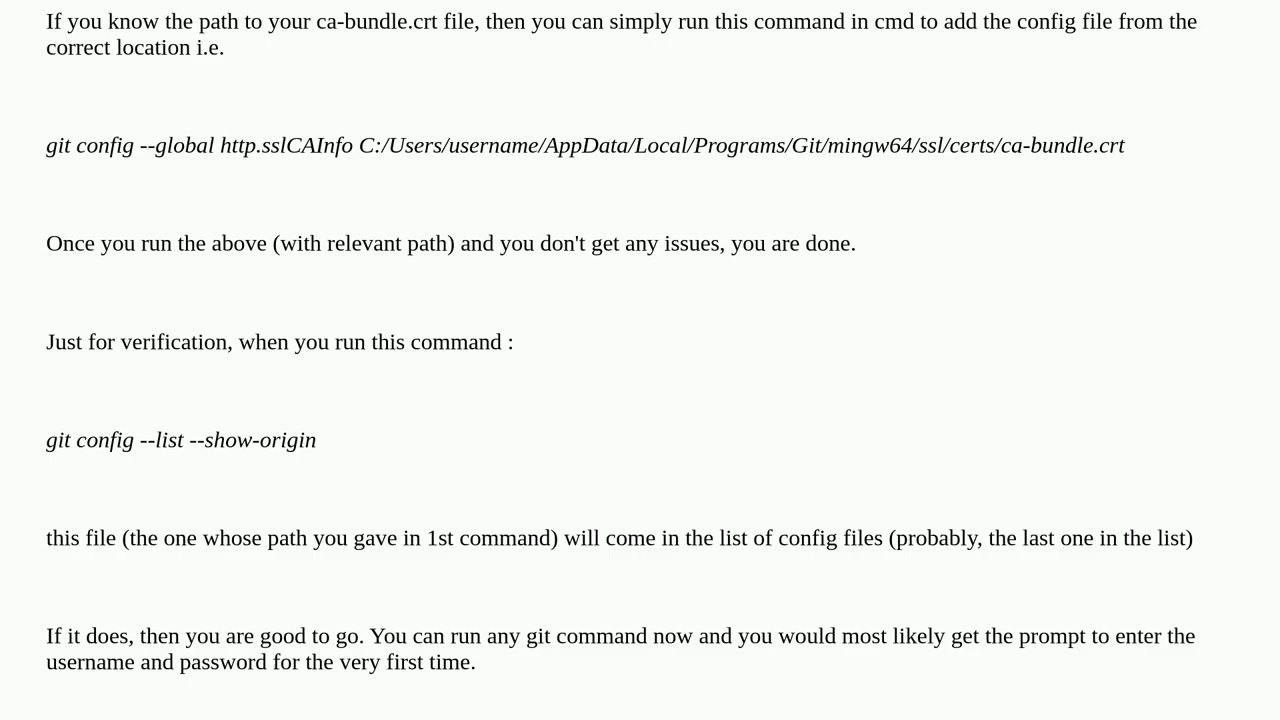 If you know the path to your ca-bundle.crt file, then you can simply run this command in cmd to add the config file from the
correct location i.e.
git config --global http.sslCAInfo C:/Users/username/AppData/Local/Programs/Git/mingw64/ssl/certs/ca-bundle.crt
Once you run the above (with relevant path) and you don't get any issues, you are done.
Just for verification, when you run this command :
git config --list --show-origin
this file (the one whose path you gave in 1st command) will come in the list of config files (probably, the last one in the list)
If it does, then you are good to go. You can run any git command now and you would most likely get the prompt to enter the
username and password for the very first time.